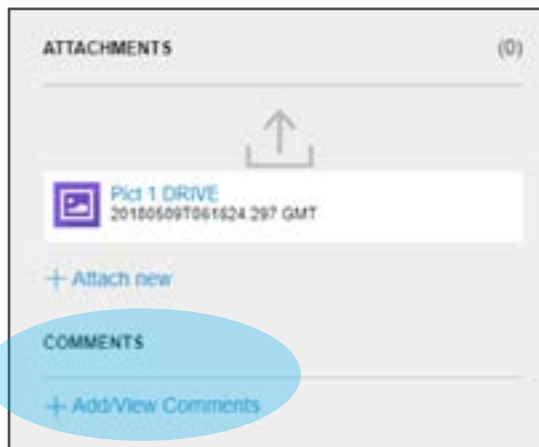 ATTACHMENTS (0)
Pict 1 DRIVE
20180509T061624.297 GMT
+ Attach new
COMMENTS
+ Add/View Comments